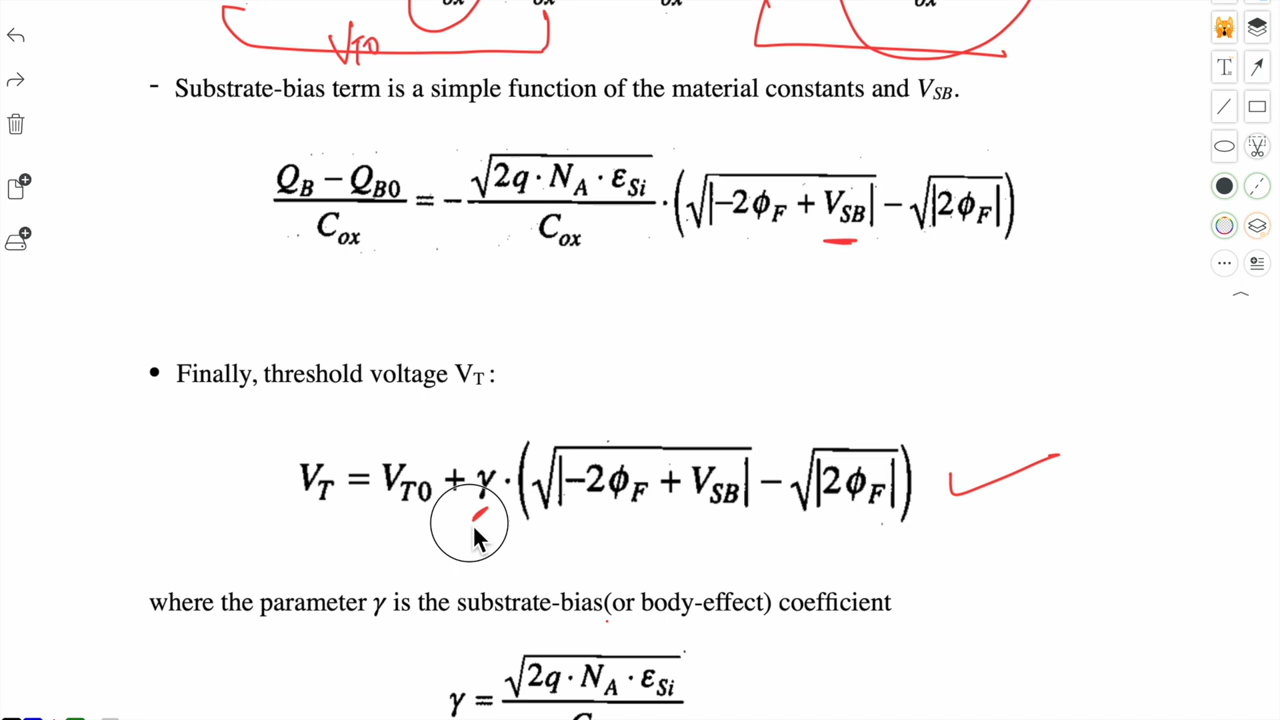 V_T0
- Substrate-bias term is a simple function of the material constants and V_SB.
(Q_B − Q_B0) / C_ox = − (√(2q · N_A · ε_Si) / C_ox) · (√|−2ϕ_F + V_SB| − √|2ϕ_F|)
• Finally, threshold voltage V_T :
V_T = V_T0 + γ · (√|−2ϕ_F + V_SB| − √|2ϕ_F|)
where the parameter γ is the substrate-bias(or body-effect) coefficient
γ = √(2q · N_A · ε_Si)